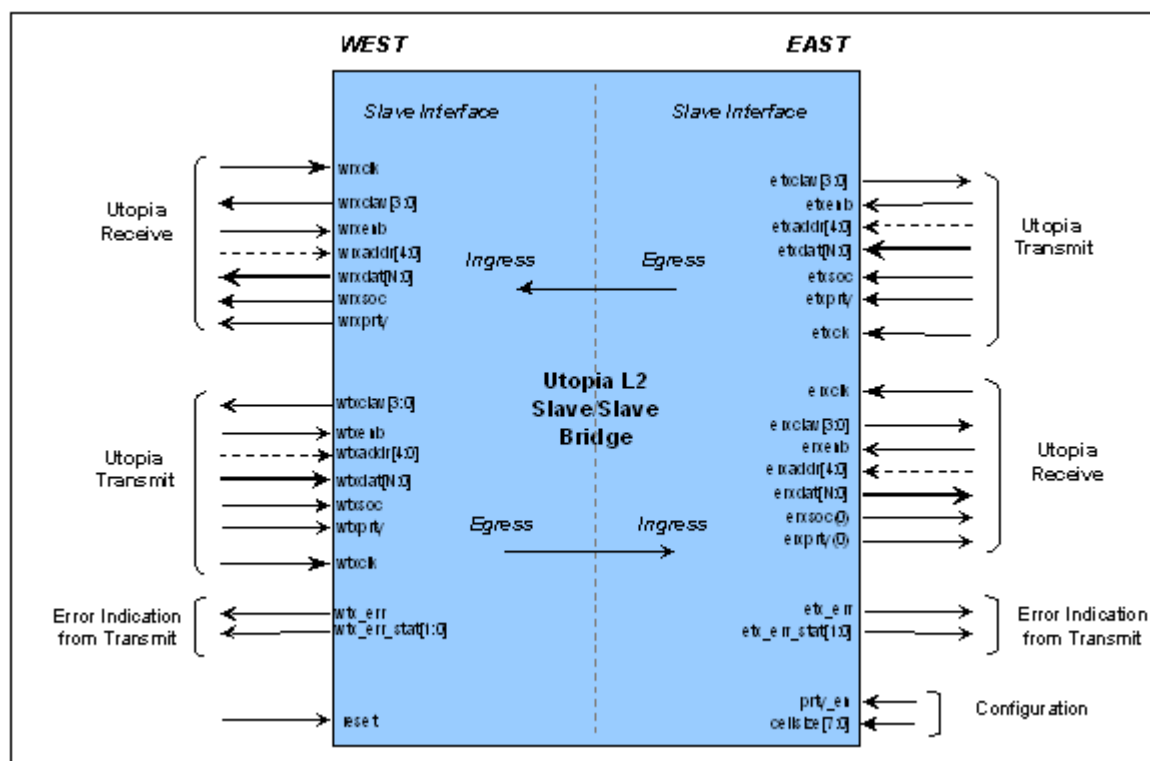 WEST
EAST
Slave Interface
Slave Interface
Utopia
Receive
wrxclk
wrxclav[3:0]
wrxenb
wrxaddr[4:0]
wrxdat[N:0]
wrxsoc
wrxprty
etxclav[3:0]
etxenb
etxaddr[4:0]
etxdat[N:0]
etxsoc
etxprty
etxclk
Utopia
Transmit
Ingress
Egress
Utopia L2
Slave/Slave
Bridge
Utopia
Transmit
wtxclav[3:0]
wtxenb
wtxaddr[4:0]
wtxdat[N:0]
wtxsoc
wtxprty
wtxclk
erxclk
erxclav[3:0]
erxenb
erxaddr[4:0]
erxdat[N:0]
erxsoc(0)
erxprty(0)
Utopia
Receive
Egress
Ingress
Error Indication
from Transmit
wtx_err
wtx_err_stat[1:0]
etx_err
etx_err_stat[1:0]
Error Indication
from Transmit
reset
prty_en
cellsize[7:0]
Configuration